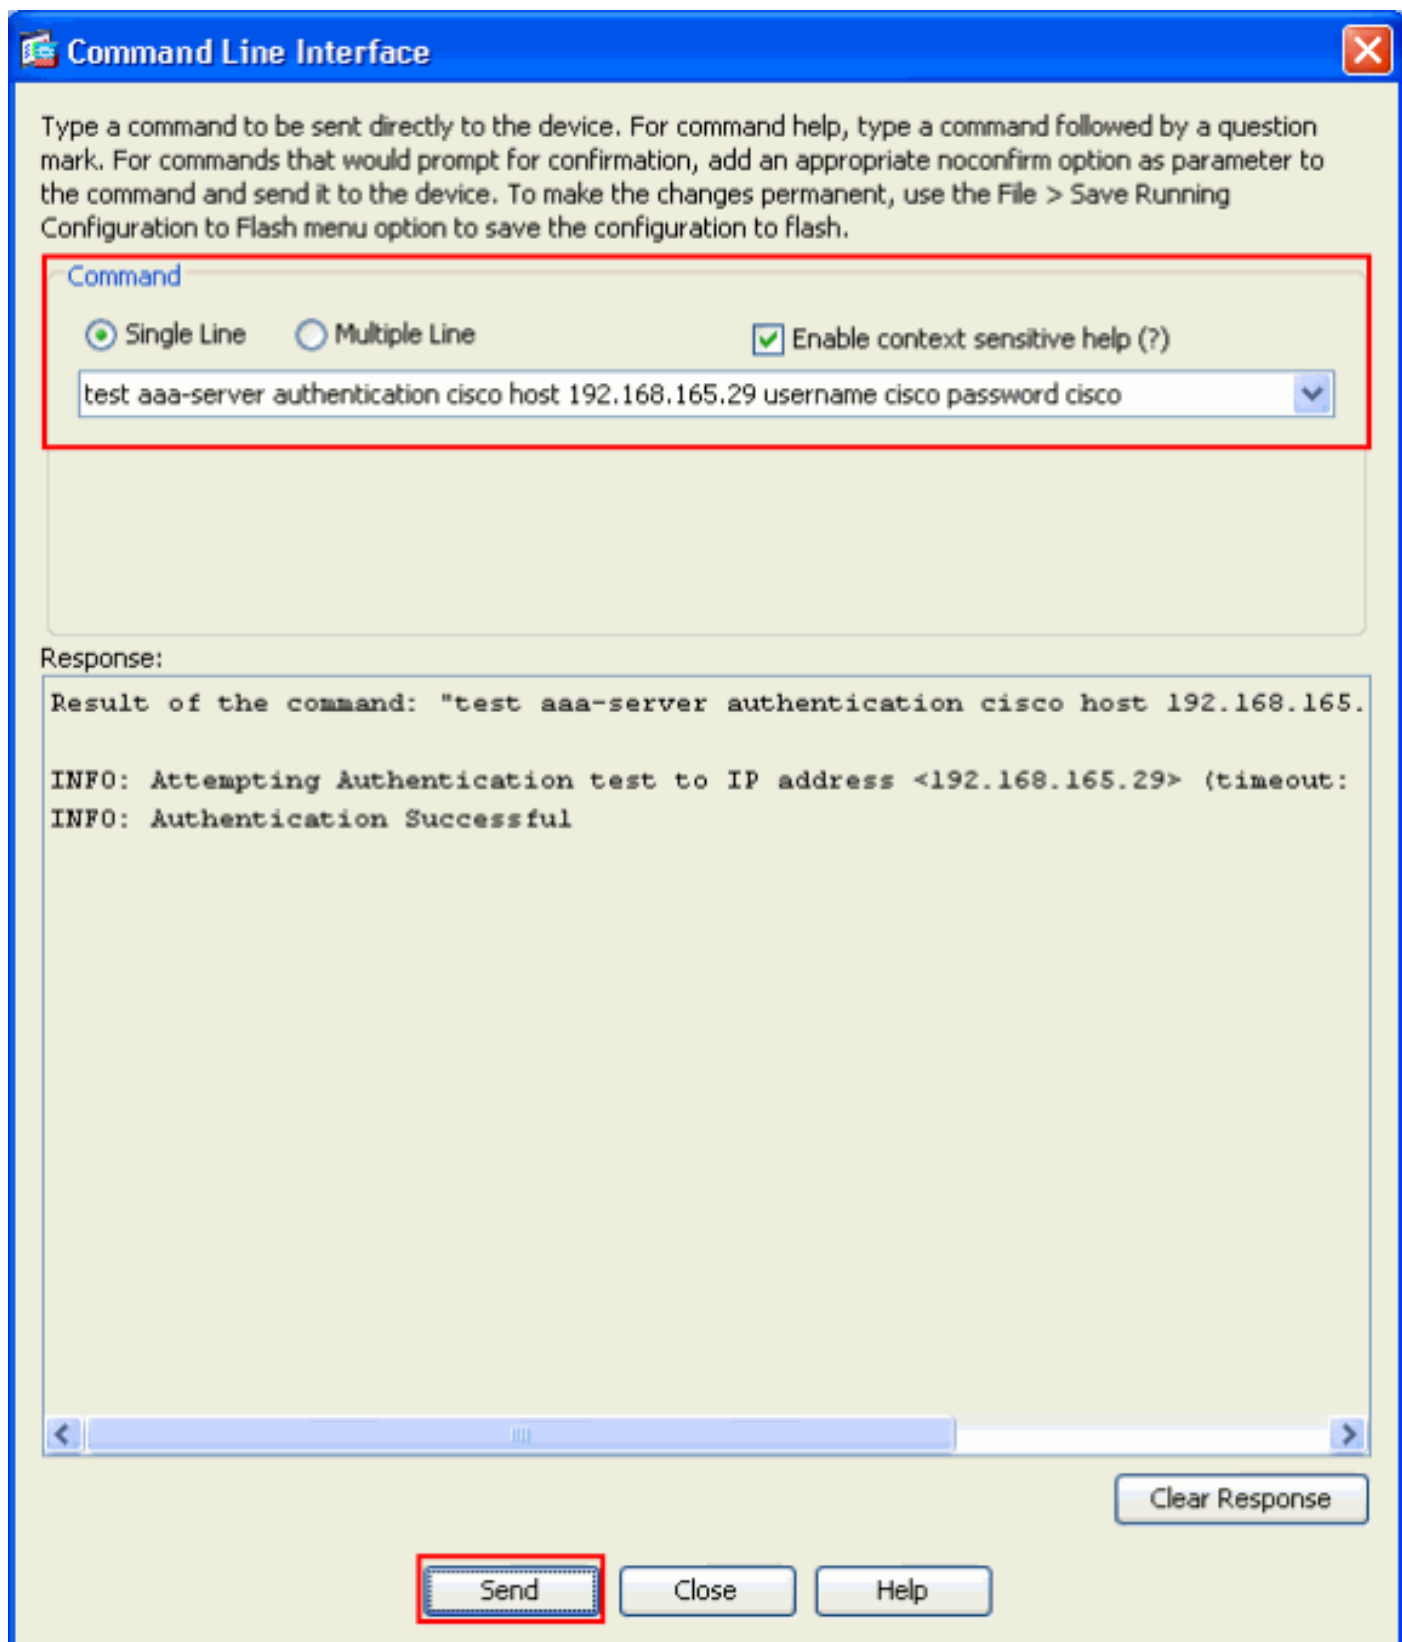 Command Line Interface
Type a command to be sent directly to the device. For command help, type a command followed by a question
mark. For commands that would prompt for confirmation, add an appropriate noconfirm option as parameter to
the command and send it to the device. To make the changes permanent, use the File > Save Running
Configuration to Flash menu option to save the configuration to flash.
Command
Single Line Multiple Line Enable context sensitive help (?)
test aaa-server authentication cisco host 192.168.165.29 username cisco password cisco
Response:
Result of the command: "test aaa-server authentication cisco host 192.168.165.
INFO: Attempting Authentication test to IP address <192.168.165.29> (timeout:
INFO: Authentication Successful
Clear Response
Send Close Help